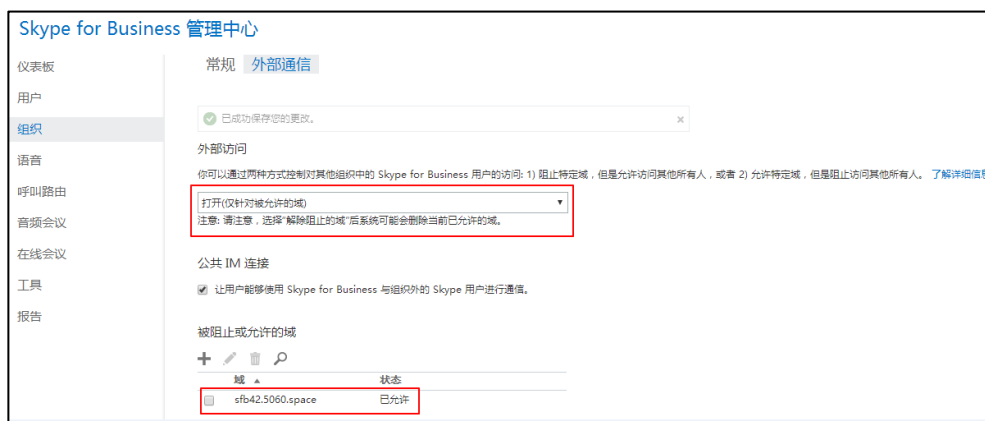 Skype for Business 管理中心
仪表板
用户
组织
语音
呼叫路由
音频会议
在线会议
工具
报告
常规 外部通信
已成功保存您的更改。
外部访问
你可以通过两种方式控制对其他组织中的 Skype for Business 用户的访问: 1) 阻止特定域，但是允许访问其他所有人，或者 2) 允许特定域，但是阻止访问其他所有人。 了解详细信息
打开(仅针对被允许的域)
注意: 请注意，选择"解除阻止的域"后系统可能会删除当前已允许的域。
公共 IM 连接
让用户能够使用 Skype for Business 与组织外的 Skype 用户进行通信。
被阻止或允许的域
域 状态
sfb42.5060.space 已允许